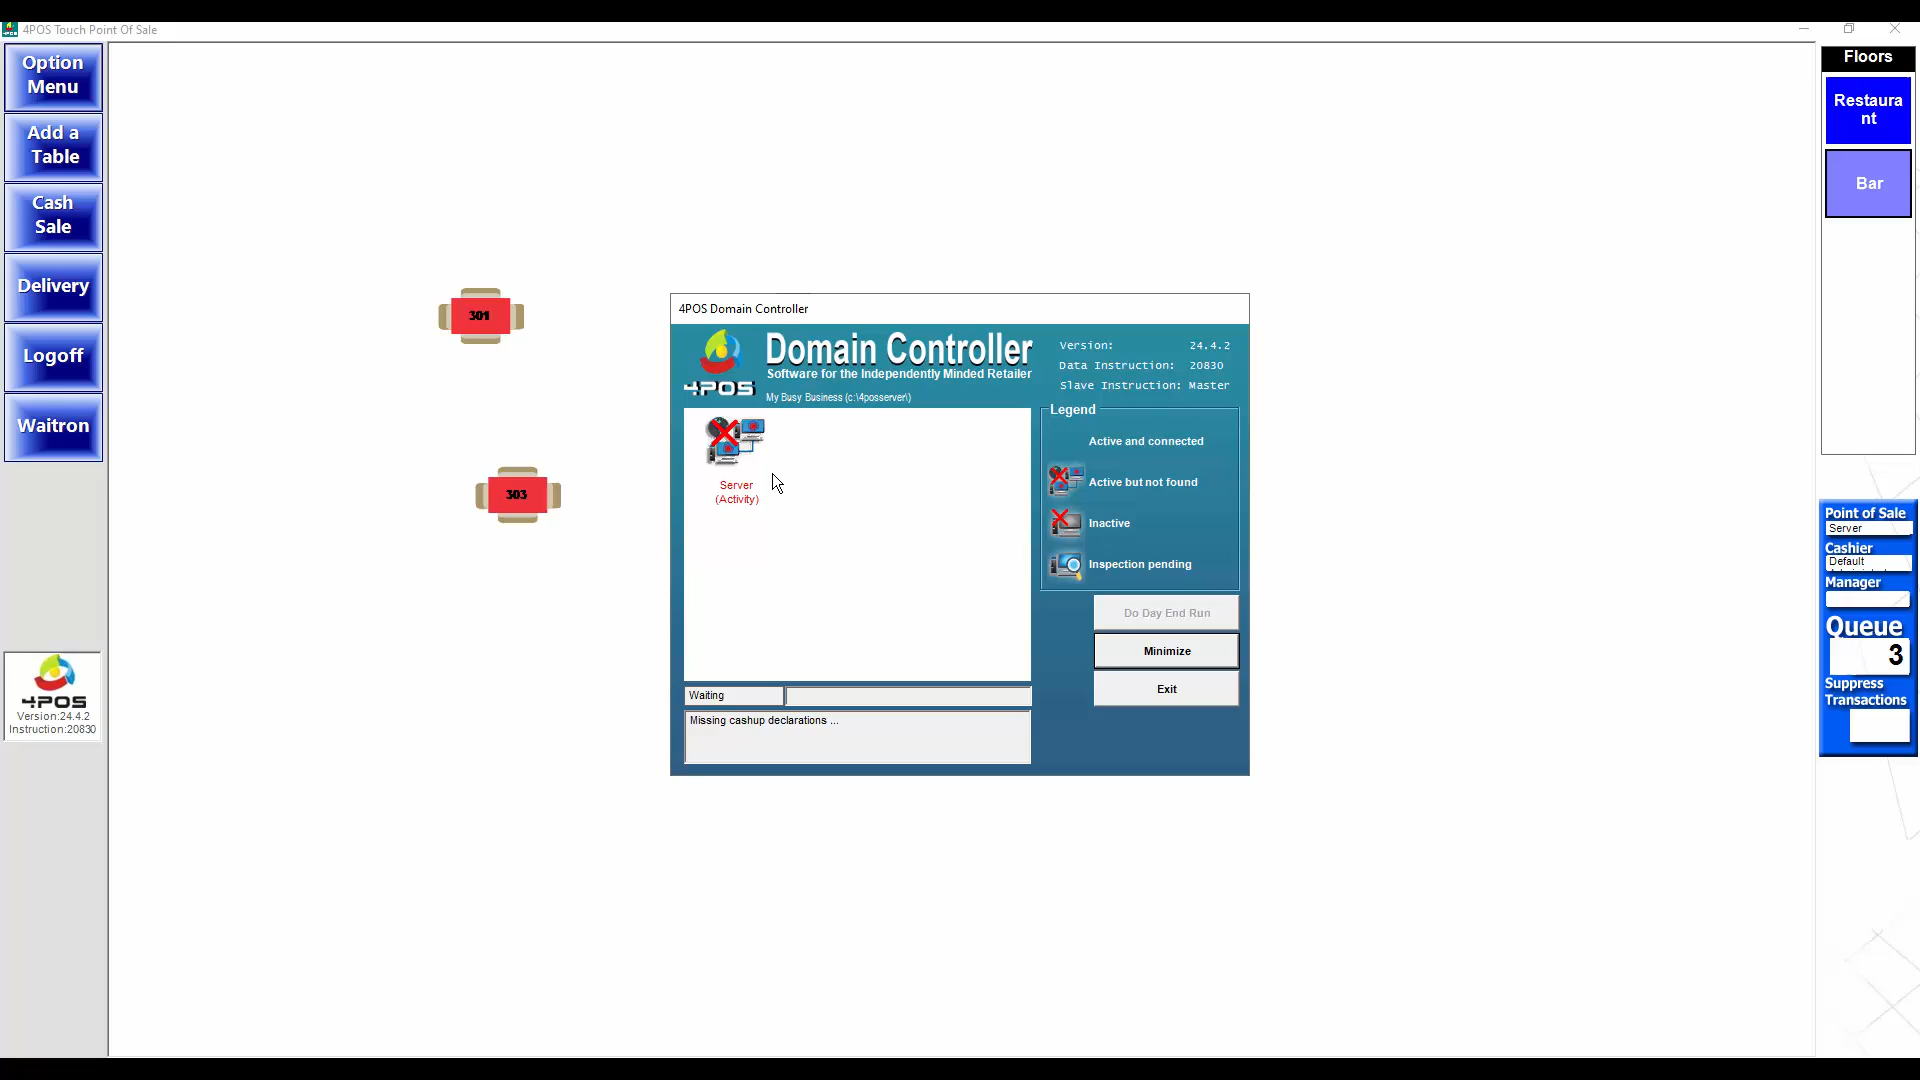 4POS Touch Point Of Sale
Option
Menu
Add a
Table
Cash
Sale
Delivery
Logoff
Waitron
4POS
Version:24.4.2
Instruction:20830
301
303
4POS Domain Controller
4POS
Domain Controller
Software for the Independently Minded Retailer
My Busy Business (c:\4posserver\)
Version: 24.4.2
Data Instruction: 20830
Slave Instruction: Master
Server
(Activity)
Legend
Active and connected
Active but not found
Inactive
Inspection pending
Do Day End Run
Minimize
Exit
Waiting
Missing cashup declarations ...
Floors
Restaura
nt
Bar
Point of Sale
Server
Cashier
Default
Manager
Queue
3
Suppress
Transactions